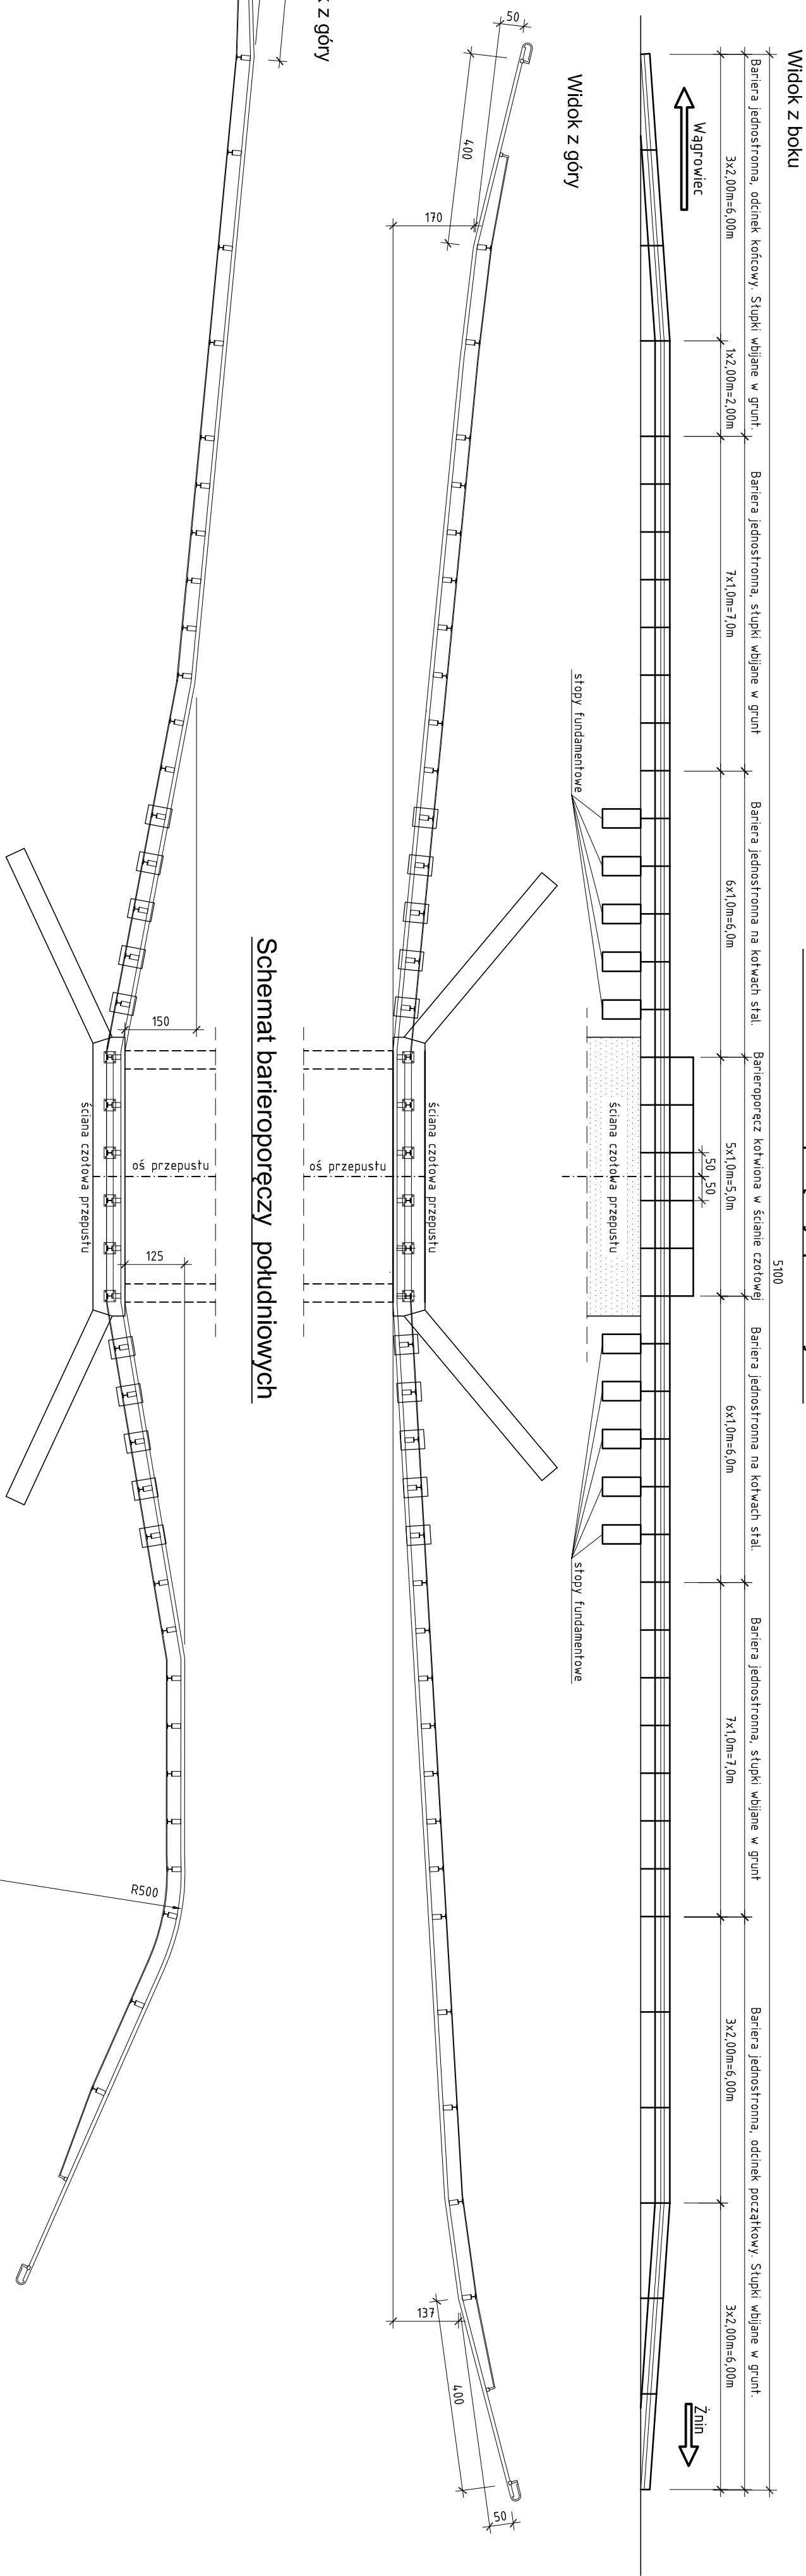 Widok z boku
5100
Bariera jednostronna, odcinek końcowy. Słupki wbijane w grunt.
Bariera jednostronna, słupki wbijane w grunt
Bariera jednostronna na kotwach stal.
Barieroporęcz kotwiona w ścianie czołowej
Bariera jednostronna na kotwach stal.
Bariera jednostronna, słupki wbijane w grunt
Bariera jednostronna, odcinek początkowy. Słupki wbijane w grunt.
3x2,00m=6,00m
1x2,00m=2,00m
7x1,0m=7,0m
6x1,0m=6,0m
5x1,0m=5,0m
6x1,0m=6,0m
7x1,0m=7,0m
3x2,00m=6,00m
3x2,00m=6,00m
50
50
Wągrowiec
Żnin
ściana czołowa przepustu
stopy fundamentowe
stopy fundamentowe
Widok z góry
50
400
170
ściana czołowa przepustu
oś przepustu
137
400
50
Schemat barieroporęczy południowych
z góry
150
oś przepustu
125
ściana czołowa przepustu
R500